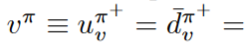 v^π ≡ u_v^{π^+} = d̄_v^{π^+} =